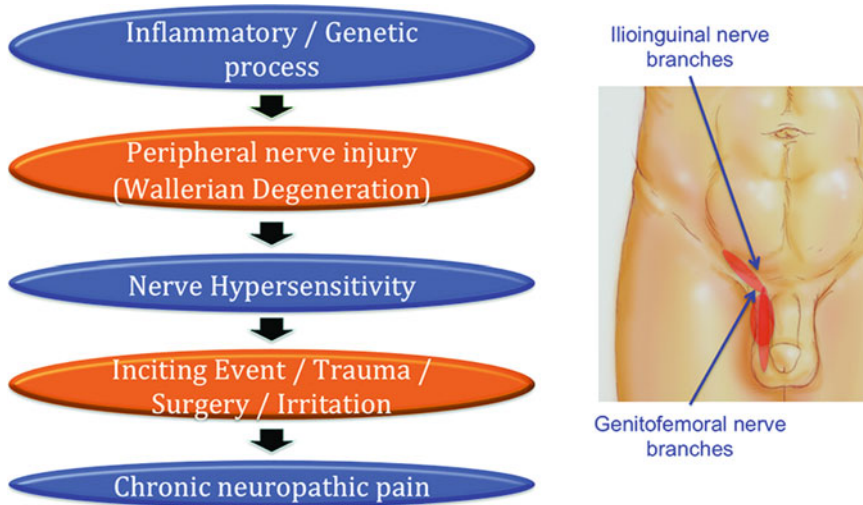 Inflammatory / Genetic
process
Peripheral nerve injury
(Wallerian Degeneration)
Nerve Hypersensitivity
Inciting Event / Trauma /
Surgery / Irritation
Chronic neuropathic pain
Ilioinguinal nerve
branches
Genitofemoral nerve
branches